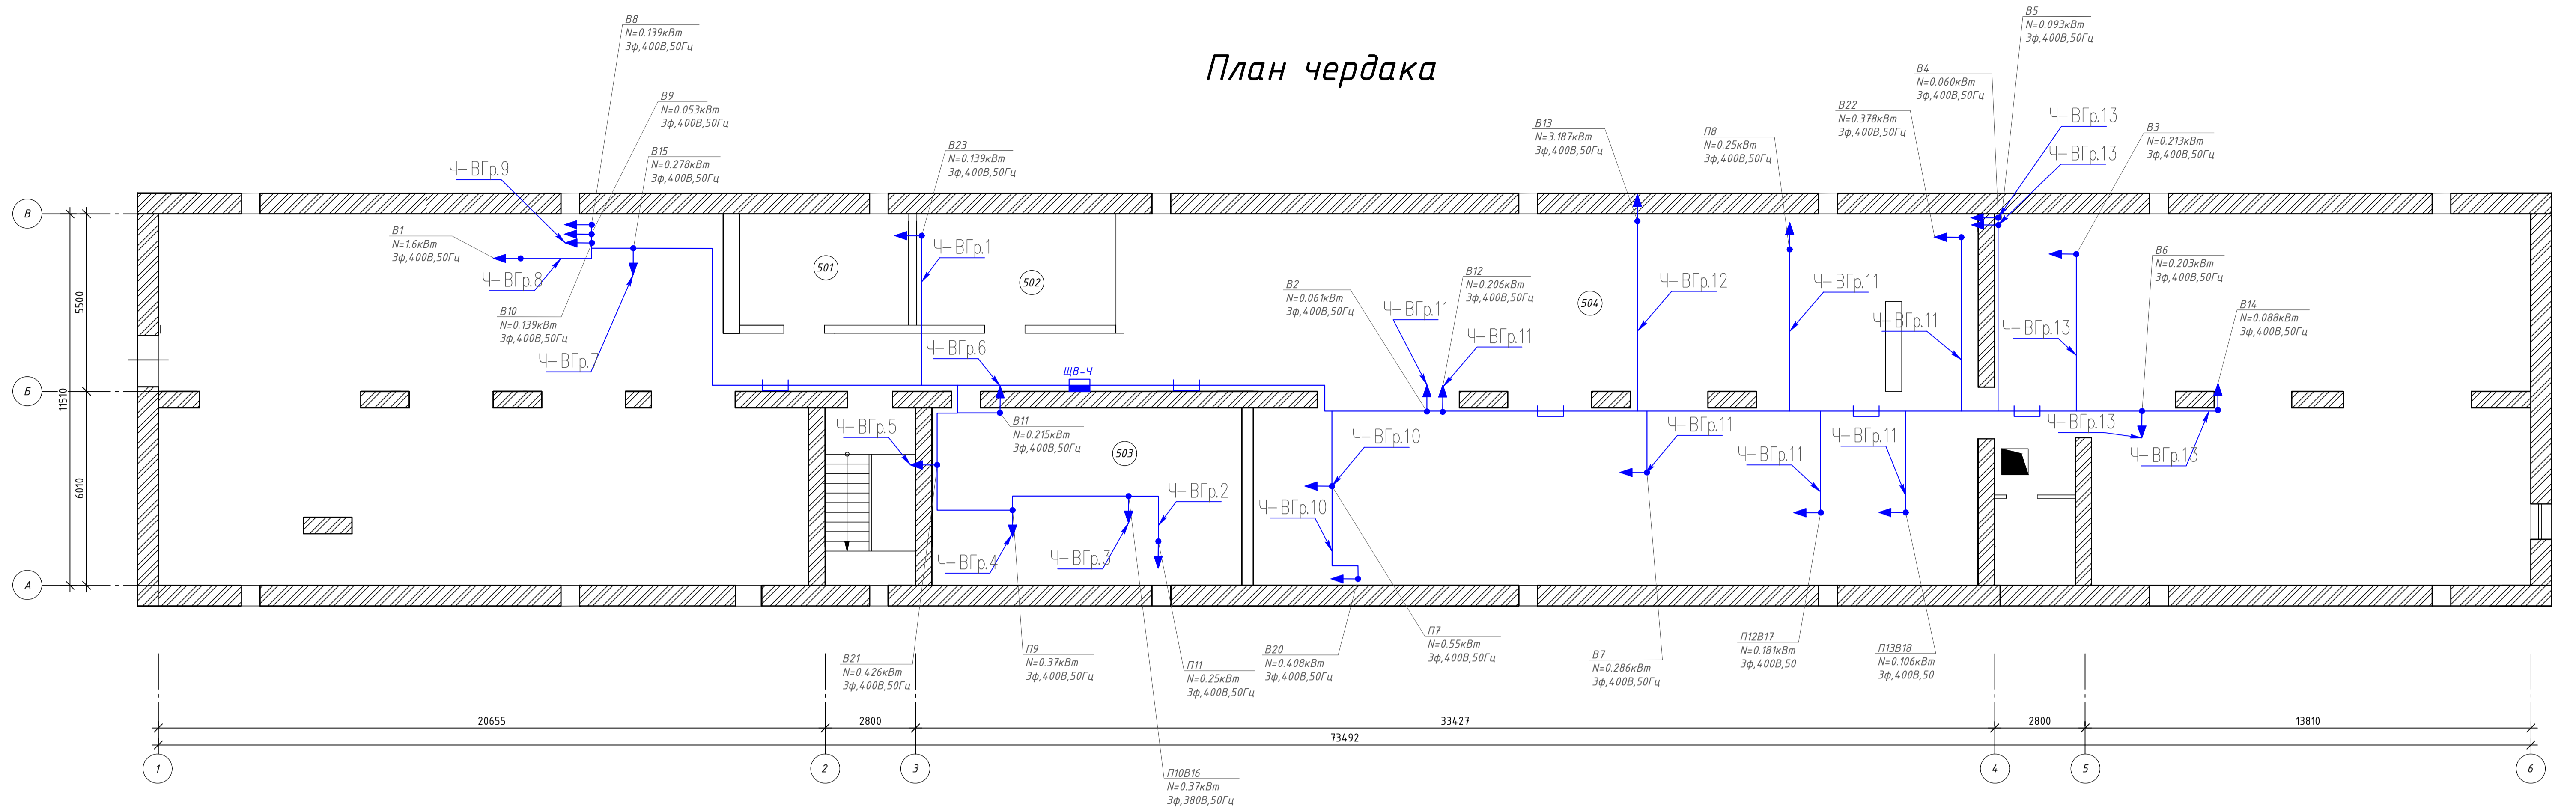 План чердака
В8
N=0.139кВт
3ф,400В,50Гц
В9
N=0.053кВт
3ф,400В,50Гц
В15
N=0.278кВт
3ф,400В,50Гц
Ч-ВГр.9
В1
N=1.6кВт
3ф,400В,50Гц
Ч-ВГр.8
В10
N=0.139кВт
3ф,400В,50Гц
Ч-ВГр.7
В23
N=0.139кВт
3ф,400В,50Гц
Ч-ВГр.1
501
502
Ч-ВГр.6
ЩВ-Ч
Ч-ВГр.5
В11
N=0.215кВт
3ф,400В,50Гц
503
Ч-ВГр.2
Ч-ВГр.3
Ч-ВГр.4
В2
N=0.061кВт
3ф,400В,50Гц
Ч-ВГр.11
В12
N=0.206кВт
3ф,400В,50Гц
Ч-ВГр.11
Ч-ВГр.10
Ч-ВГр.10
В13
N=3.187кВт
3ф,400В,50Гц
504
Ч-ВГр.12
П8
N=0.25кВт
3ф,400В,50Гц
Ч-ВГр.11
В22
N=0.378кВт
3ф,400В,50Гц
Ч-ВГр.11
В4
N=0.060кВт
3ф,400В,50Гц
В5
N=0.093кВт
3ф,400В,50Гц
Ч-ВГр.13
Ч-ВГр.13
В3
N=0.213кВт
3ф,400В,50Гц
Ч-ВГр.13
В6
N=0.203кВт
3ф,400В,50Гц
В14
N=0.088кВт
3ф,400В,50Гц
Ч-ВГр.13
Ч-ВГр.13
Ч-ВГр.11
Ч-ВГр.11
Ч-ВГр.11
В21
N=0.426кВт
3ф,400В,50Гц
П9
N=0.37кВт
3ф,400В,50Гц
П11
N=0.25кВт
3ф,400В,50Гц
П10В16
N=0.37кВт
3ф,380В,50Гц
В20
N=0.408кВт
3ф,400В,50Гц
П7
N=0.55кВт
3ф,400В,50Гц
В7
N=0.286кВт
3ф,400В,50Гц
П12В17
N=0.181кВт
3ф,400В,50
П13В18
N=0.106кВт
3ф,400В,50
В
Б
А
5500
11510
6010
20655
2800
33427
2800
13810
73492
1
2
3
4
5
6